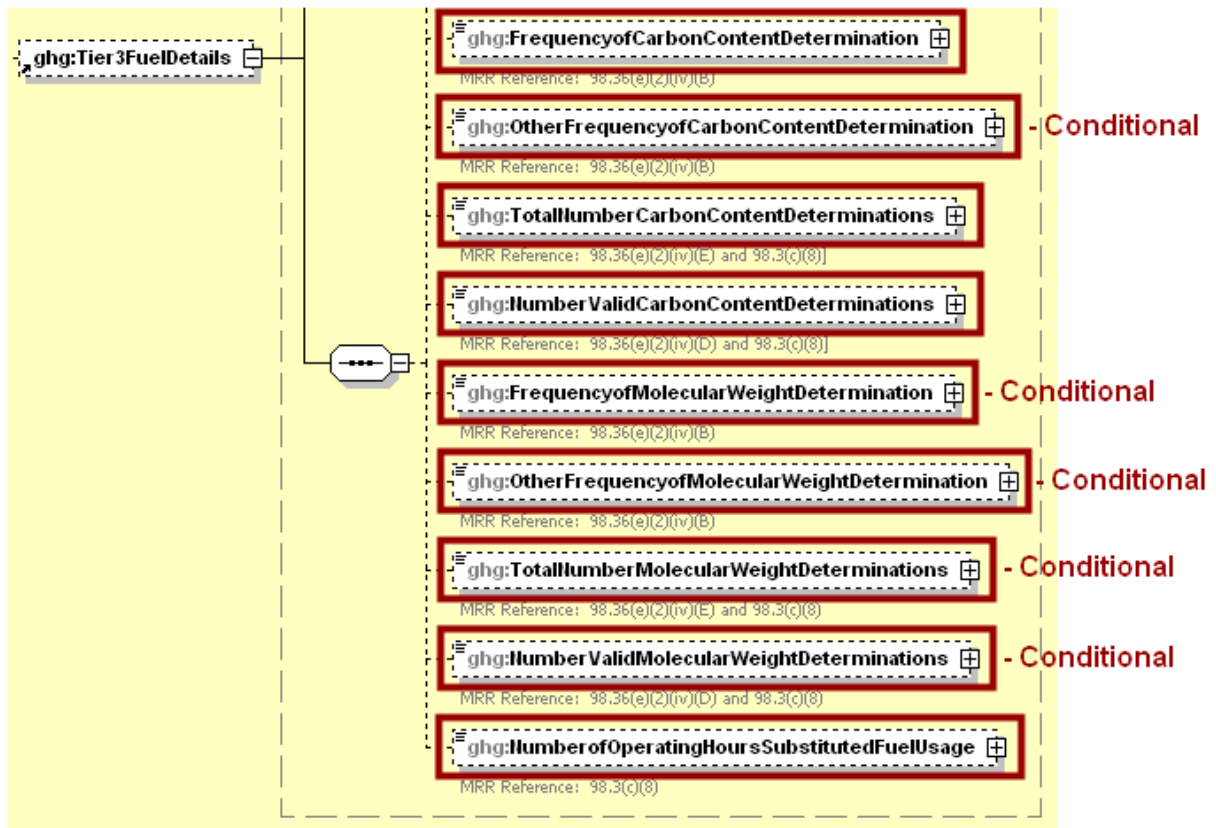 ghg:FrequencyofCarbonContentDetermination
ghg:Tier3FuelDetails
MRR Reference: 98.36(e)(2)(iv)(B)
ghg:OtherFrequencyofCarbonContentDetermination - Conditional
MRR Reference: 98.36(e)(2)(iv)(B)
ghg:TotalNumberCarbonContentDeterminations
MRR Reference: 98.36(e)(2)(iv)(E) and 98.3(c)(8)]
ghg:NumberValidCarbonContentDeterminations
MRR Reference: 98.36(e)(2)(iv)(D) and 98.3(c)(8)]
ghg:FrequencyofMolecularWeightDetermination - Conditional
MRR Reference: 98.36(e)(2)(iv)(B)
ghg:OtherFrequencyofMolecularWeightDetermination - Conditional
MRR Reference: 98.36(e)(2)(iv)(B)
ghg:TotalNumberMolecularWeightDeterminations - Conditional
MRR Reference: 98.36(e)(2)(iv)(E) and 98.3(c)(8)
ghg:NumberValidMolecularWeightDeterminations - Conditional
MRR Reference: 98.36(e)(2)(iv)(D) and 98.3(c)(8)
ghg:NumberofOperatingHoursSubstitutedFuelUsage
MRR Reference: 98.3(c)(8)